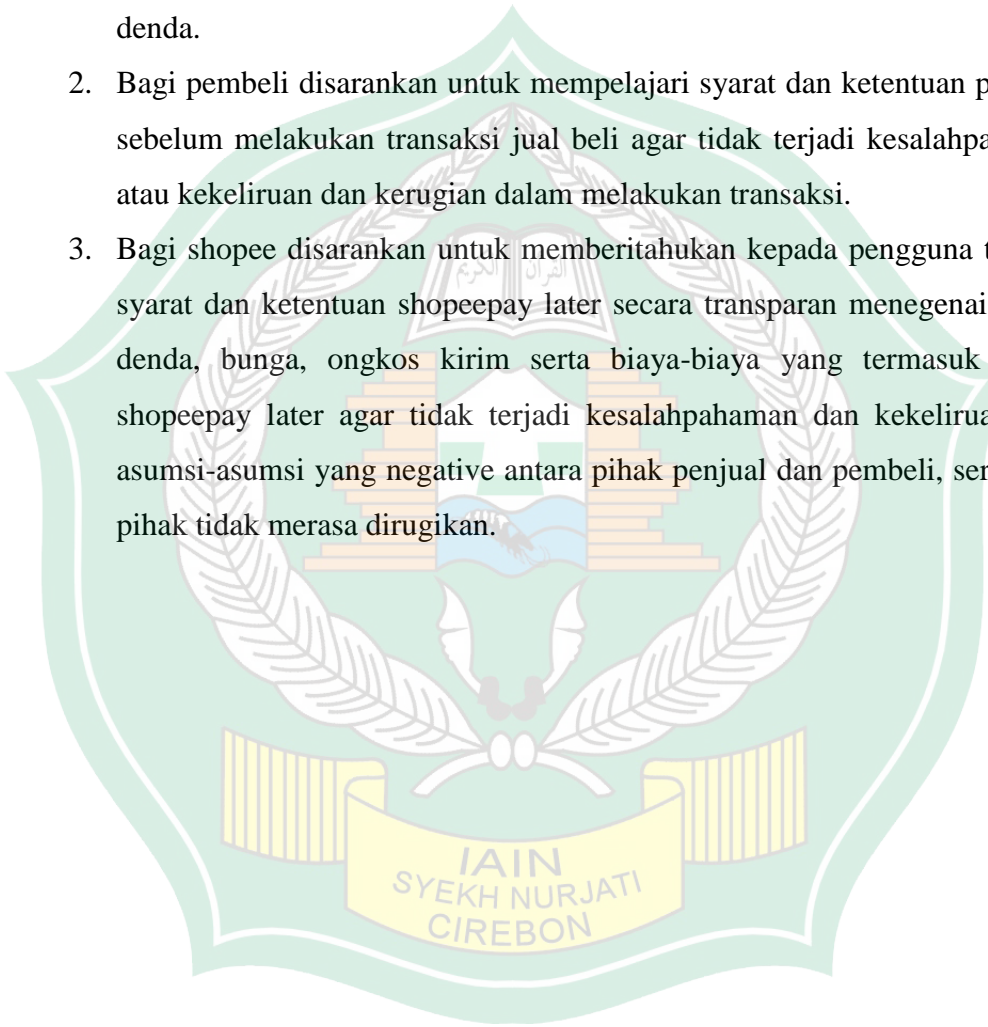 denda.
2. Bagi pembeli disarankan untuk mempelajari syarat dan ketentuan p
sebelum melakukan transaksi jual beli agar tidak terjadi kesalahpa
atau kekeliruan dan kerugian dalam melakukan transaksi.
3. Bagi shopee disarankan untuk memberitahukan kepada pengguna t
syarat dan ketentuan shopeepay later secara transparan menegenai
denda, bunga, ongkos kirim serta biaya-biaya yang termasuk
shopeepay later agar tidak terjadi kesalahpahaman dan kekelirua
asumsi-asumsi yang negative antara pihak penjual dan pembeli, ser
pihak tidak merasa dirugikan.
القرآن الكريم
IAIN
SYEKH NURJATI
CIREBON